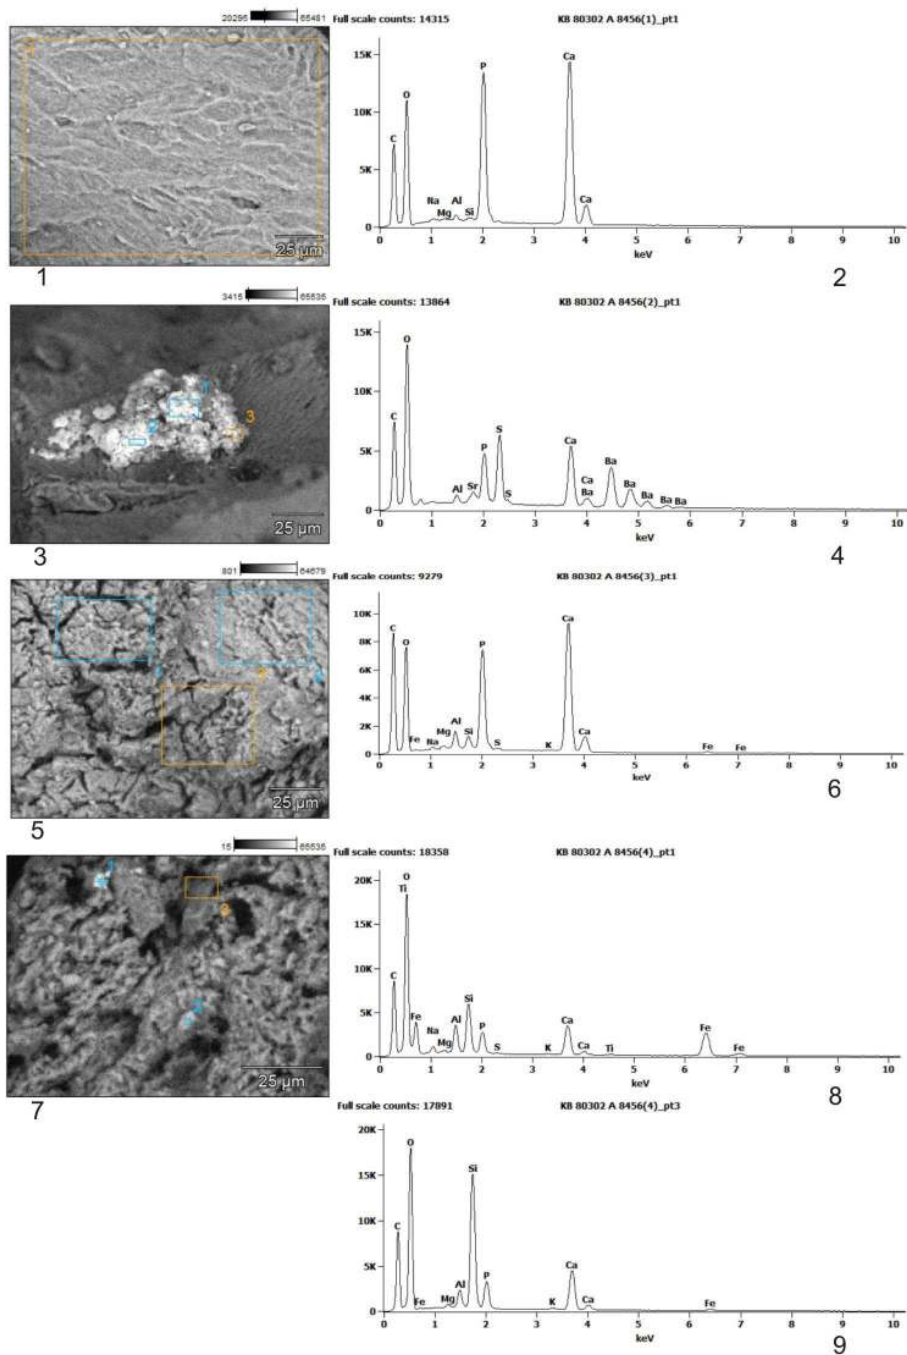 20295 65481
Full scale counts: 14315 KB 80302 A 8456(1)_pt1
15K
10K
5K
0
C O Na Mg Al Si P Ca Ca
0 1 2 3 4 5 6 7 8 9 10
keV
25 µm
1
2
3415 65535
Full scale counts: 13864 KB 80302 A 8456(2)_pt1
15K
10K
5K
0
C O Al Sr P S S Ca Ca Ba Ba Ba Ba Ba Ba
0 1 2 3 4 5 6 7 8 9 10
keV
1
2
3
25 µm
3
4
801 64679
Full scale counts: 9279 KB 80302 A 8456(3)_pt1
10K
8K
6K
4K
2K
0
C O Fe Na Mg Al Si P S K Ca Ca Fe Fe
0 1 2 3 4 5 6 7 8 9 10
keV
25 µm
5
6
15 65535
Full scale counts: 18358 KB 80302 A 8456(4)_pt1
20K
15K
10K
5K
0
C Ti O Fe Na Mg Al Si P S K Ca Ca Ti Fe Fe
0 1 2 3 4 5 6 7 8 9 10
keV
1
25 µm
7
8
Full scale counts: 17891 KB 80302 A 8456(4)_pt3
20K
15K
10K
5K
0
C O Fe Mg Al Si P K Ca Ca Fe
0 1 2 3 4 5 6 7 8 9 10
keV
9